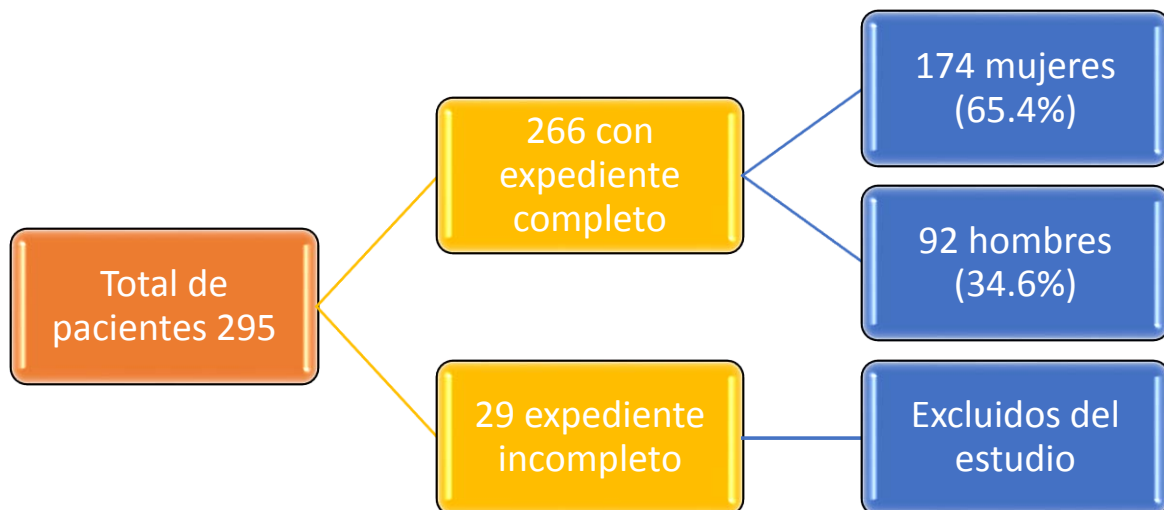 Total de
pacientes 295
266 con
expediente
completo
29 expediente
incompleto
174 mujeres
(65.4%)
92 hombres
(34.6%)
Excluidos del
estudio